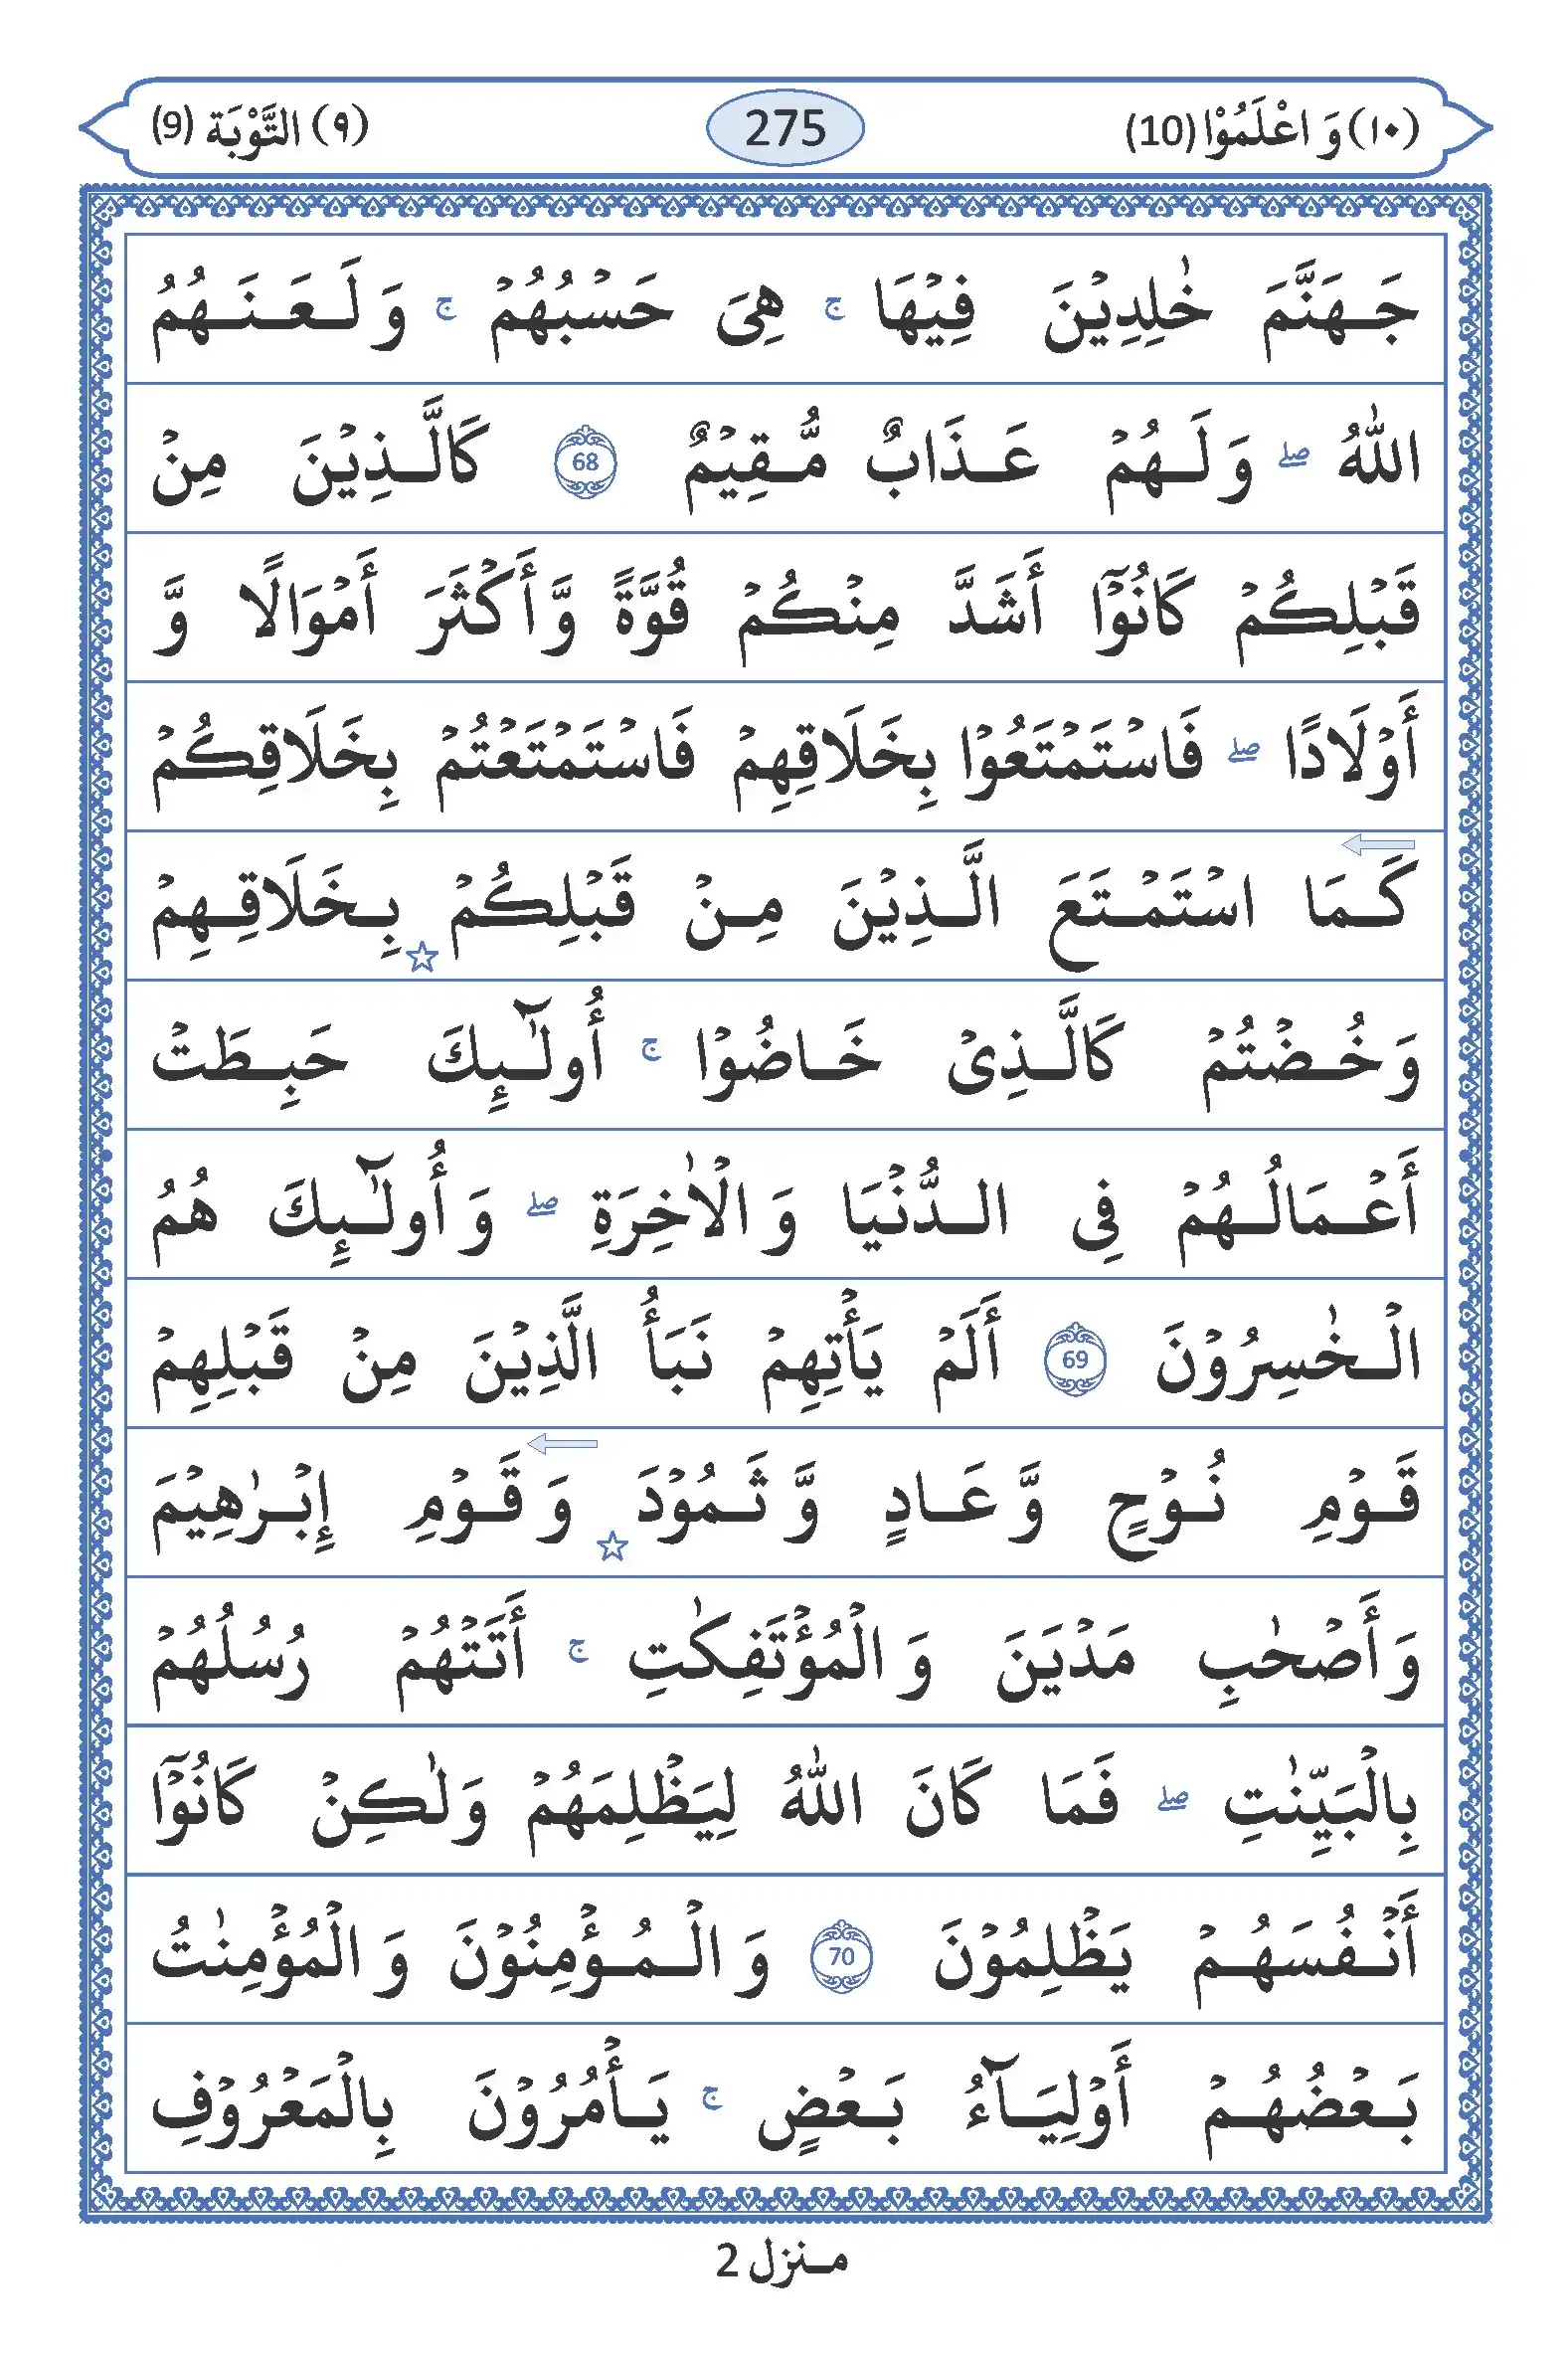 (١٠) وَ اعْلَمُوْا (10) 275 (٩) التَّوْبَة (9)
جَهَنَّمَ خٰلِدِيْنَ فِيْهَا ۚ هِىَ حَسْبُهُمْ ۚ وَ لَعَنَهُمُ
اللّٰهُ ۖ وَ لَهُمْ عَذَابٌ مُّقِيْمٌ 68 كَالَّذِيْنَ مِنْ
قَبْلِكُمْ كَانُوْٓا أَشَدَّ مِنْكُمْ قُوَّةً وَّ أَكْثَرَ أَمْوَالًا وَّ
أَوْلَادًا ۖ فَاسْتَمْتَعُوْا بِخَلَاقِهِمْ فَاسْتَمْتَعْتُمْ بِخَلَاقِكُمْ
كَمَا اسْتَمْتَعَ الَّذِيْنَ مِنْ قَبْلِكُمْ ☆ بِخَلَاقِهِمْ
وَ خُضْتُمْ كَالَّذِىْ خَاضُوْا ۚ أُولٰٓئِكَ حَبِطَتْ
أَعْمَالُهُمْ فِى الدُّنْيَا وَ الْاٰخِرَةِ ۖ وَ أُولٰٓئِكَ هُمُ
الْخٰسِرُوْنَ 69 أَلَمْ يَأْتِهِمْ نَبَأُ الَّذِيْنَ مِنْ قَبْلِهِمْ
قَوْمِ نُوْحٍ وَّ عَادٍ وَّ ثَمُوْدَ ☆ وَ قَوْمِ إِبْرٰهِيْمَ
وَ أَصْحٰبِ مَدْيَنَ وَ الْمُؤْتَفِكٰتِ ۚ أَتَتْهُمْ رُسُلُهُمْ
بِالْبَيِّنٰتِ ۖ فَمَا كَانَ اللّٰهُ لِيَظْلِمَهُمْ وَلٰكِنْ كَانُوْٓا
أَنْفُسَهُمْ يَظْلِمُوْنَ 70 وَ الْمُؤْمِنُوْنَ وَ الْمُؤْمِنٰتُ
بَعْضُهُمْ أَوْلِيَآءُ بَعْضٍ ۚ يَأْمُرُوْنَ بِالْمَعْرُوْفِ
منزل 2